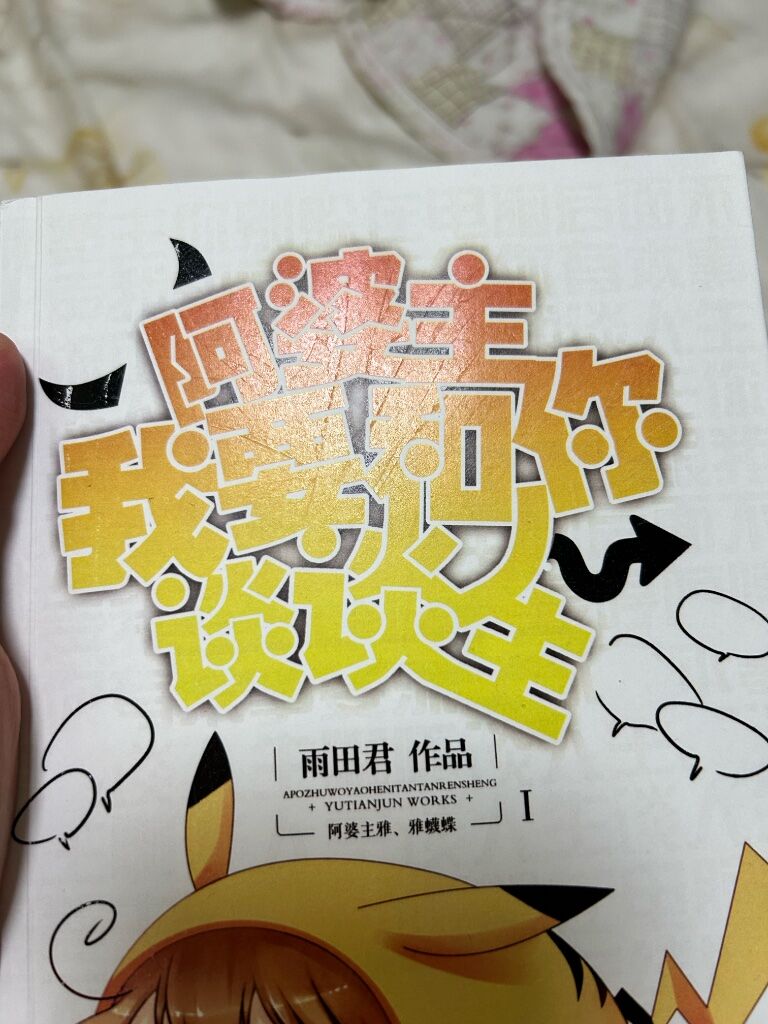 阿婆主
我要和你
谈谈人生
雨田君 作品
APOZHUWOYAOHENITANTANRENSHENG
+ YUTIANJUN WORKS +
阿婆主雅、雅蠛蝶
I